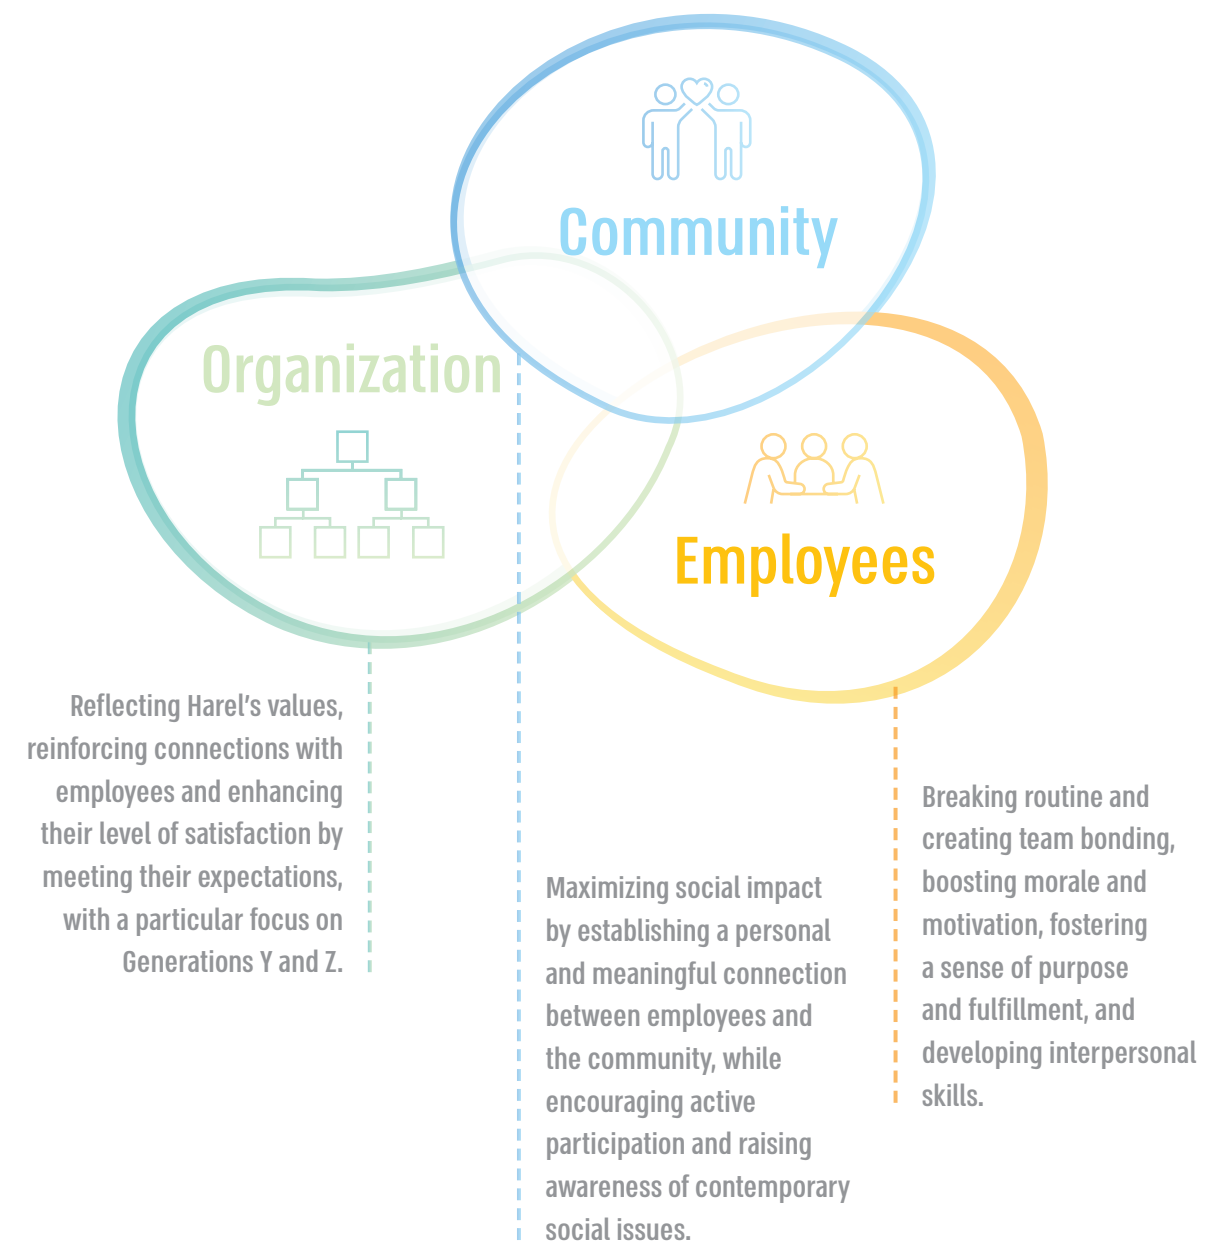 Community
Organization
Employees
Reflecting Harel's values,
reinforcing connections with
employees and enhancing
their level of satisfaction by
meeting their expectations,
with a particular focus on
Generations Y and Z.
Maximizing social impact
by establishing a personal
and meaningful connection
between employees and
the community, while
encouraging active
participation and raising
awareness of contemporary
social issues.
Breaking routine and
creating team bonding,
boosting morale and
motivation, fostering
a sense of purpose
and fulfillment, and
developing interpersonal
skills.